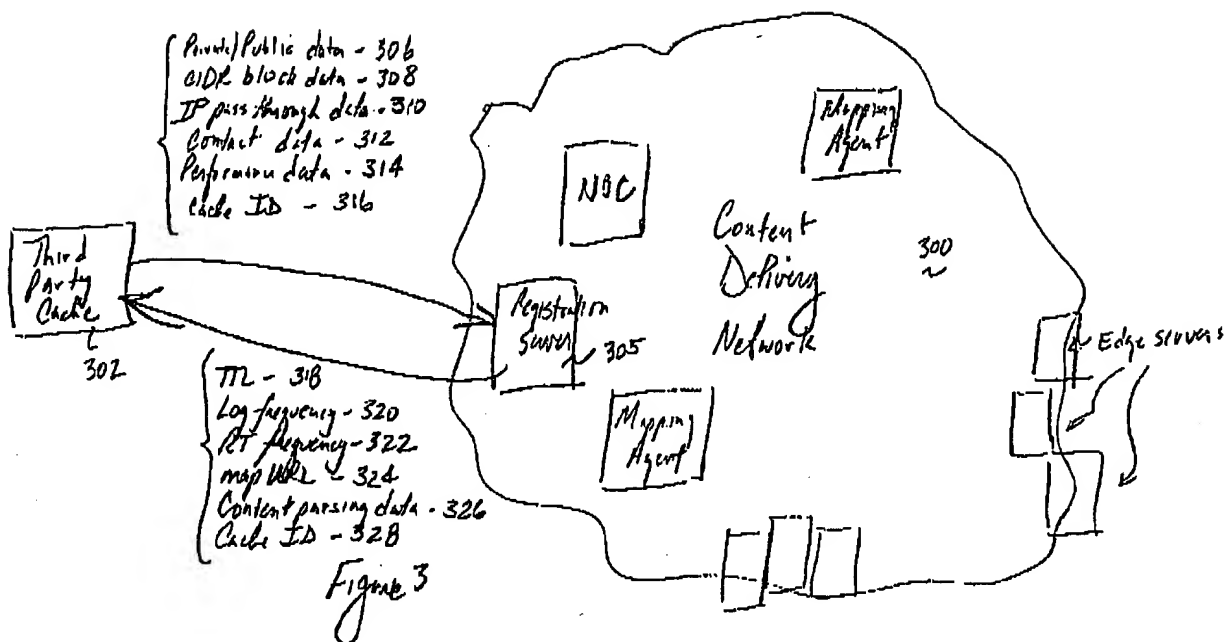 Private/Public data - 306
CIDR block data - 308
IP pass through data - 310
Contact data - 312
Performance data - 314
Cache ID - 316
Third
Party
Cache
302
NOC
Mapping
Agent
Content
Delivery
Network
300
Registration
Server
305
Edge servers
TTL - 318
Log frequency - 320
RT frequency - 322
map URL - 324
Content parsing data - 326
Cache ID - 328
Mapping
Agent
Figure 3